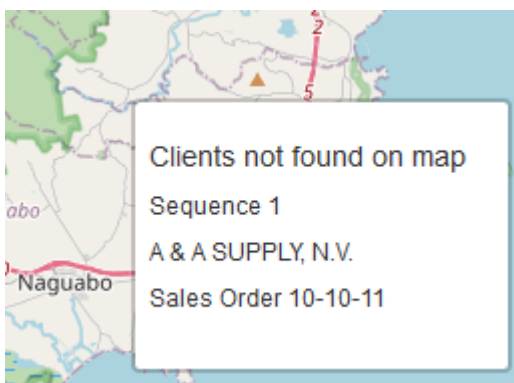 2
5
Clients not found on map
Sequence 1
abo
A & A SUPPLY, N.V.
Sales Order 10-10-11
Naguabo